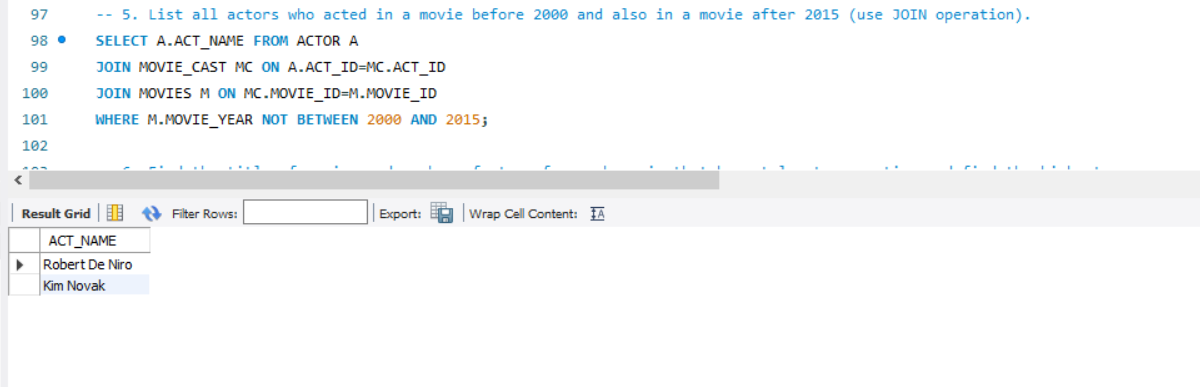 97 -- 5. List all actors who acted in a movie before 2000 and also in a movie after 2015 (use JOIN operation).
98 SELECT A.ACT_NAME FROM ACTOR A
99 JOIN MOVIE_CAST MC ON A.ACT_ID=MC.ACT_ID
100 JOIN MOVIES M ON MC.MOVIE_ID=M.MOVIE_ID
101 WHERE M.MOVIE_YEAR NOT BETWEEN 2000 AND 2015;
102
Result Grid Filter Rows: Export: Wrap Cell Content: IA
ACT_NAME
Robert De Niro
Kim Novak